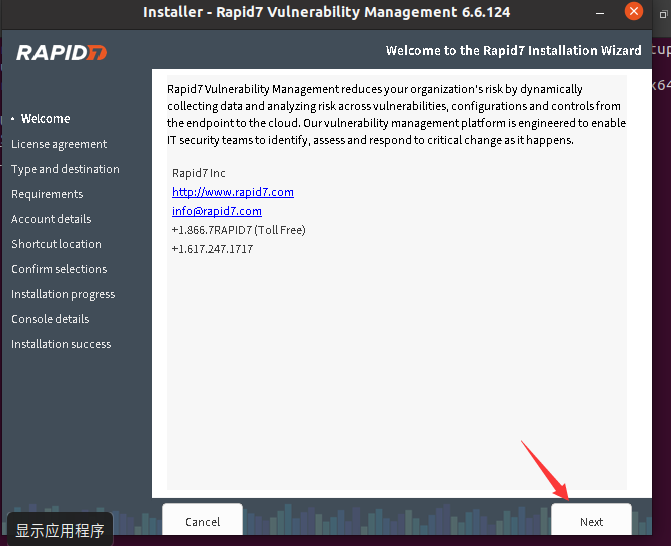 Installer - Rapid7 Vulnerability Management 6.6.124
RAPID7
Welcome to the Rapid7 Installation Wizard
cup
x64
Welcome
License agreement
Type and destination
Requirements
Account details
Shortcut location
Confirm selections
Installation progress
Console details
Installation success
Rapid7 Vulnerability Management reduces your organization's risk by dynamically
collecting data and analyzing risk across vulnerabilities, configurations and controls from
the endpoint to the cloud. Our vulnerability management platform is engineered to enable
IT security teams to identify, assess and respond to critical change as it happens.
Rapid7 Inc
http://www.rapid7.com
info@rapid7.com
+1.866.7RAPID7 (Toll Free)
+1.617.247.1717
显示应用程序
Cancel
Next